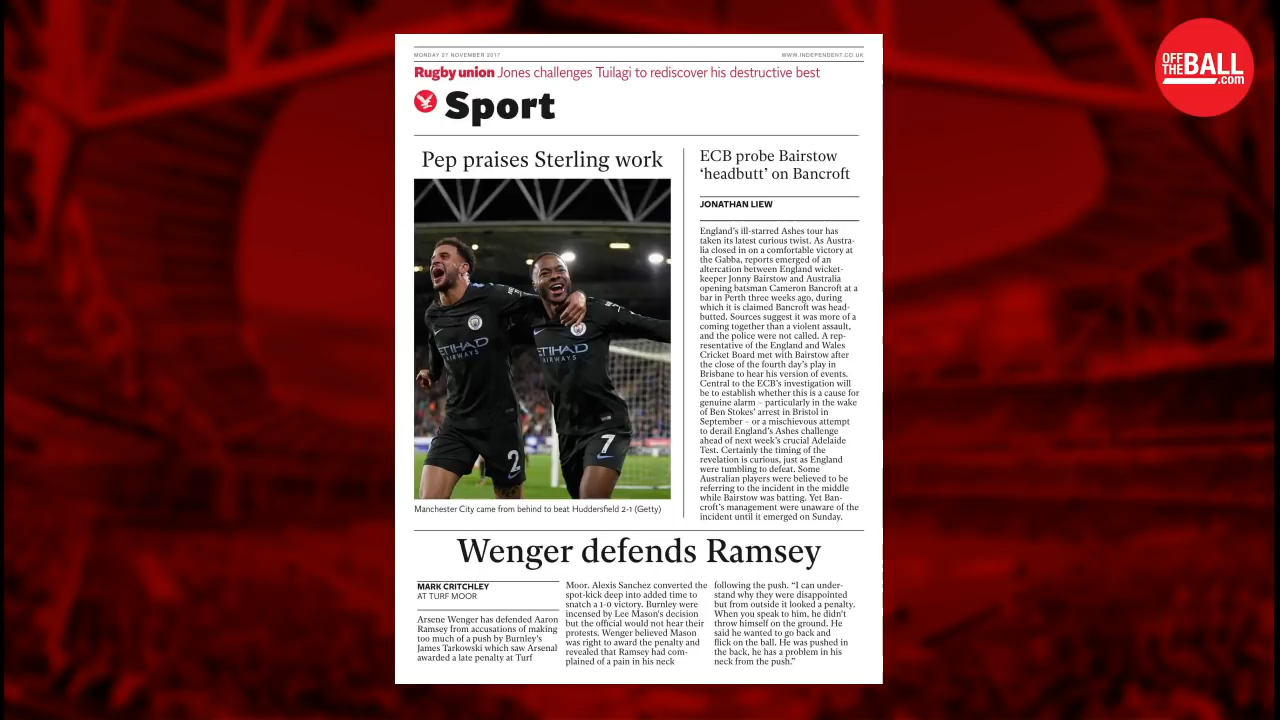 MONDAY 27 NOVEMBER 2017
WWW.INDEPENDENT.CO.UK
Rugby union Jones challenges Tuilagi to rediscover his destructive best
Sport
OFF
THE BALL
.com
Pep praises Sterling work
ETIHAD
AIRWAYS
ETIHAD
AIRWAYS
2
7
Manchester City came from behind to beat Huddersfield 2-1 (Getty)
ECB probe Bairstow
‘headbutt’ on Bancroft
JONATHAN LIEW
England’s ill-starred Ashes tour has
taken its latest curious twist. As Austra-
lia closed in on a comfortable victory at
the Gabba, reports emerged of an
altercation between England wicket-
keeper Jonny Bairstow and Australia
opening batsman Cameron Bancroft at a
bar in Perth three weeks ago, during
which it is claimed Bancroft was head-
butted. Sources suggest it was more of a
coming together than a violent assault,
and the police were not called. A rep-
resentative of the England and Wales
Cricket Board met with Bairstow after
the close of the fourth day’s play in
Brisbane to hear his version of events.
Central to the ECB’s investigation will
be to establish whether this is a cause for
genuine alarm – particularly in the wake
of Ben Stokes’ arrest in Bristol in
September – or a mischievous attempt
to derail England’s Ashes challenge
ahead of next week’s crucial Adelaide
Test. Certainly the timing of the
revelation is curious, just as England
were tumbling to defeat. Some
Australian players were believed to be
referring to the incident in the middle
while Bairstow was batting. Yet Ban-
croft’s management were unaware of the
incident until it emerged on Sunday.
Wenger defends Ramsey
MARK CRITCHLEY
AT TURF MOOR
Arsene Wenger has defended Aaron
Ramsey from accusations of making
too much of a push by Burnley’s
James Tarkowski which saw Arsenal
awarded a late penalty at Turf
Moor. Alexis Sanchez converted the
spot-kick deep into added time to
snatch a 1-0 victory. Burnley were
incensed by Lee Mason’s decision
but the official would not hear their
protests. Wenger believed Mason
was right to award the penalty and
revealed that Ramsey had com-
plained of a pain in his neck
following the push. “I can under-
stand why they were disappointed
but from outside it looked a penalty.
When you speak to him, he didn’t
throw himself on the ground. He
said he wanted to go back and
flick on the ball. He was pushed in
the back, he has a problem in his
neck from the push.”